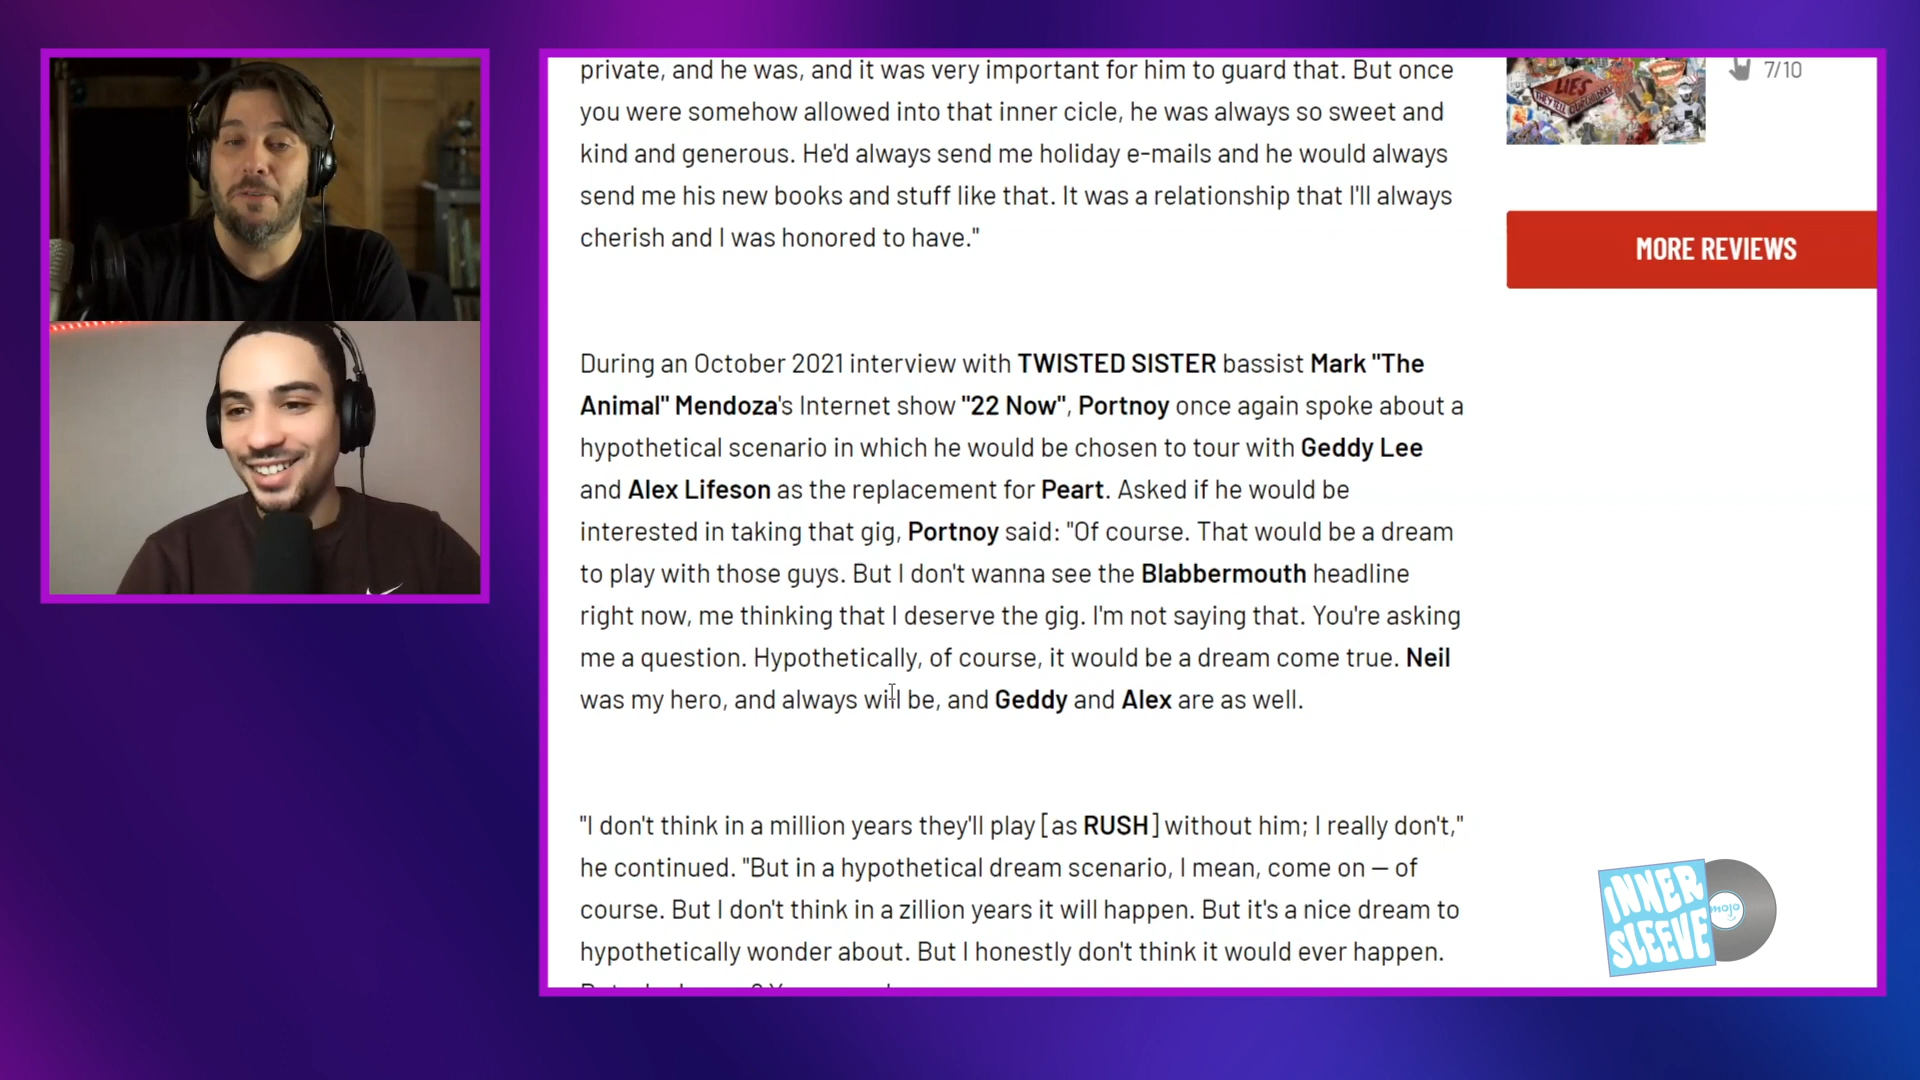 private, and he was, and it was very important for him to guard that. But once
you were somehow allowed into that inner cicle, he was always so sweet and
kind and generous. He'd always send me holiday e-mails and he would always
send me his new books and stuff like that. It was a relationship that I'll always
cherish and I was honored to have."
During an October 2021 interview with TWISTED SISTER bassist Mark "The
Animal" Mendoza's Internet show "22 Now", Portnoy once again spoke about a
hypothetical scenario in which he would be chosen to tour with Geddy Lee
and Alex Lifeson as the replacement for Peart. Asked if he would be
interested in taking that gig, Portnoy said: "Of course. That would be a dream
to play with those guys. But I don't wanna see the Blabbermouth headline
right now, me thinking that I deserve the gig. I'm not saying that. You're asking
me a question. Hypothetically, of course, it would be a dream come true. Neil
was my hero, and always will be, and Geddy and Alex are as well.
"I don't think in a million years they'll play [as RUSH] without him; I really don't,"
he continued. "But in a hypothetical dream scenario, I mean, come on — of
course. But I don't think in a zillion years it will happen. But it's a nice dream to
hypothetically wonder about. But I honestly don't think it would ever happen.
LIES
THEY TELL OUR CHILDREN
7/10
MORE REVIEWS
INNER
SLEEVE
mojo